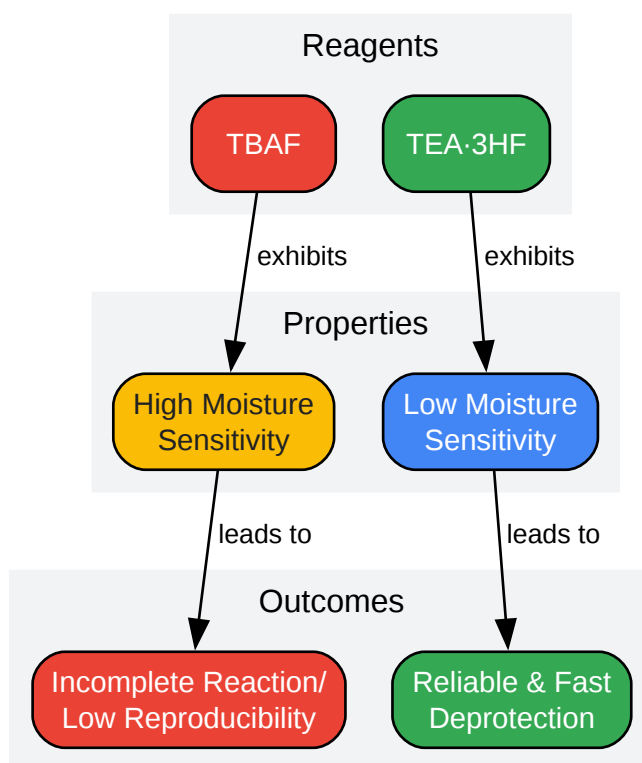 Reagents
TBAF
TEA·3HF
exhibits
exhibits
Properties
High Moisture
Sensitivity
Low Moisture
Sensitivity
leads to
leads to
Outcomes
Incomplete Reaction/
Low Reproducibility
Reliable & Fast
Deprotection